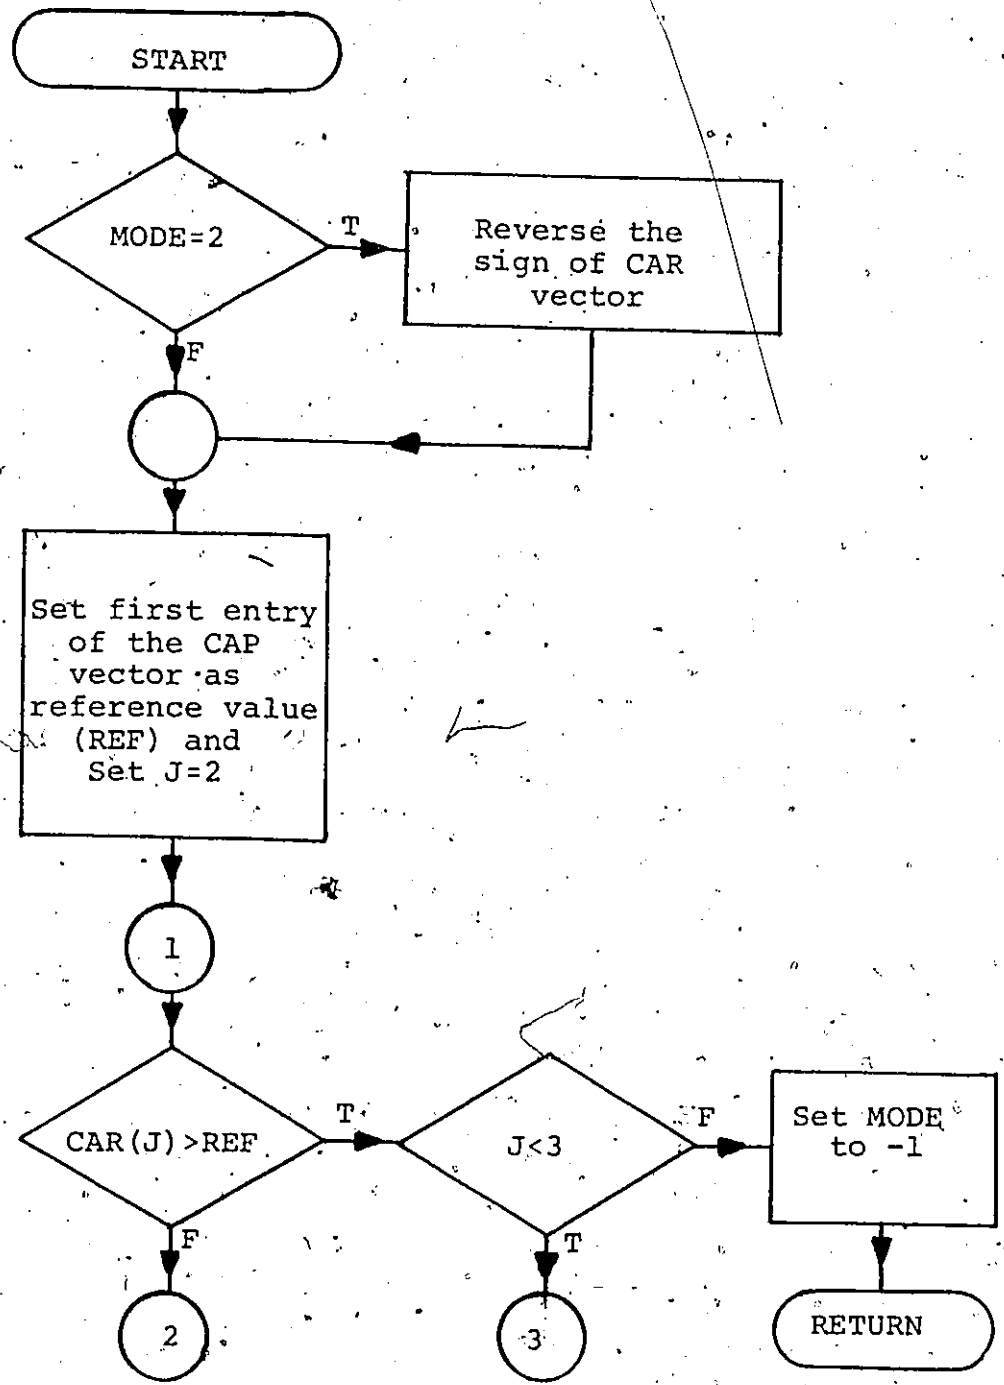 START
MODE=2
T
Reverse the
sign of CAR
vector
F
Set first entry
of the CAP
vector as
reference value
(REF) and
Set J=2
1
CAR(J)>REF
T
J<3
F
Set MODE
to -1
F
T
2
3
RETURN